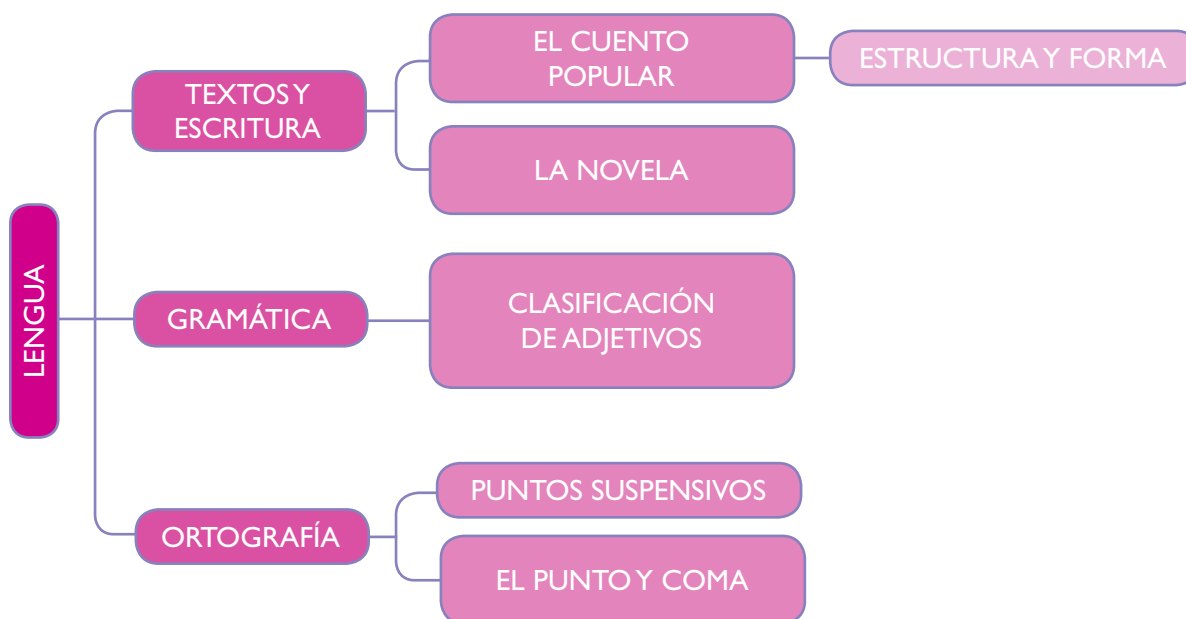 LENGUA
TEXTOS Y
ESCRITURA
EL CUENTO
POPULAR
ESTRUCTURA Y FORMA
LA NOVELA
GRAMÁTICA
CLASIFICACIÓN
DE ADJETIVOS
ORTOGRAFÍA
PUNTOS SUSPENSIVOS
EL PUNTO Y COMA